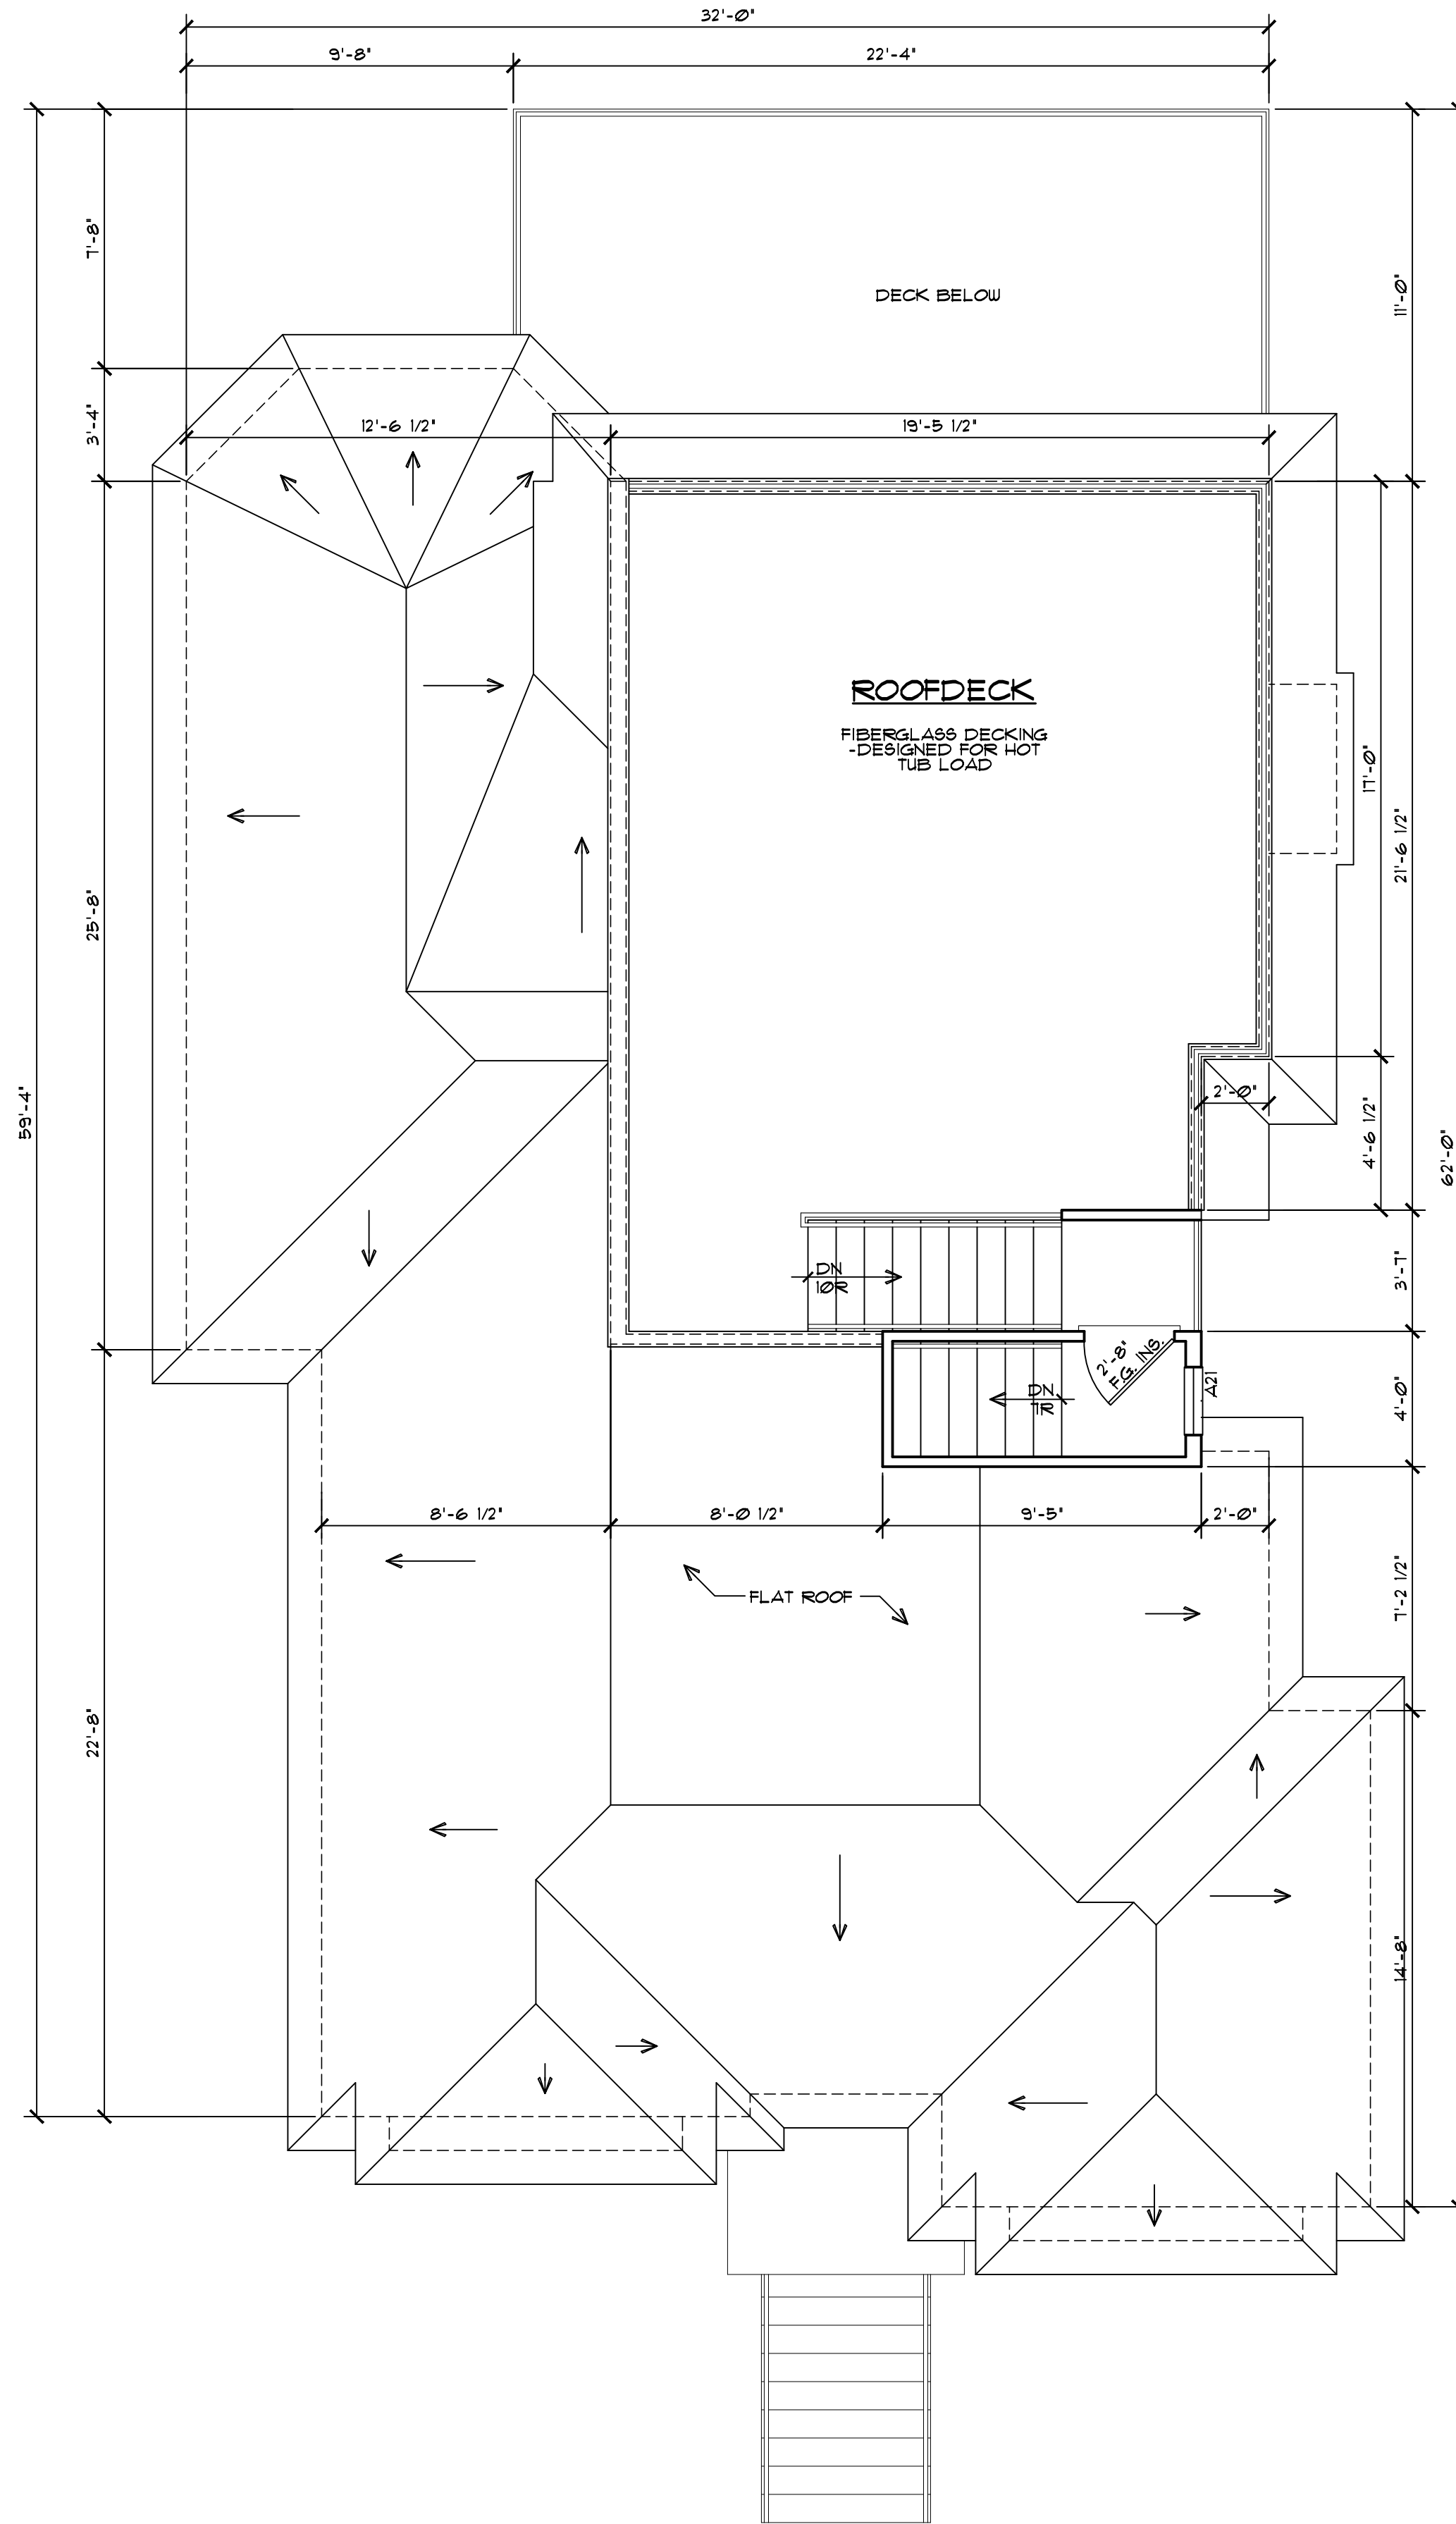 32'-0"
9'-8"
22'-4"
7'-8"
DECK BELOW
11'-0"
3'-4"
12'-6 1/2"
19'-5 1/2"
ROOFDECK
FIBERGLASS DECKING
-DESIGNED FOR HOT
TUB LOAD
17'-0"
21'-6 1/2"
25'-8"
59'-4"
2'-0"
4'-6 1/2"
62'-0"
DN
10R
3'-7"
2'-8"
F.G. INS.
DN
7R
A21
4'-0"
8'-6 1/2"
8'-0 1/2"
9'-5"
2'-0"
FLAT ROOF
7'-2 1/2"
22'-8"
14'-8"